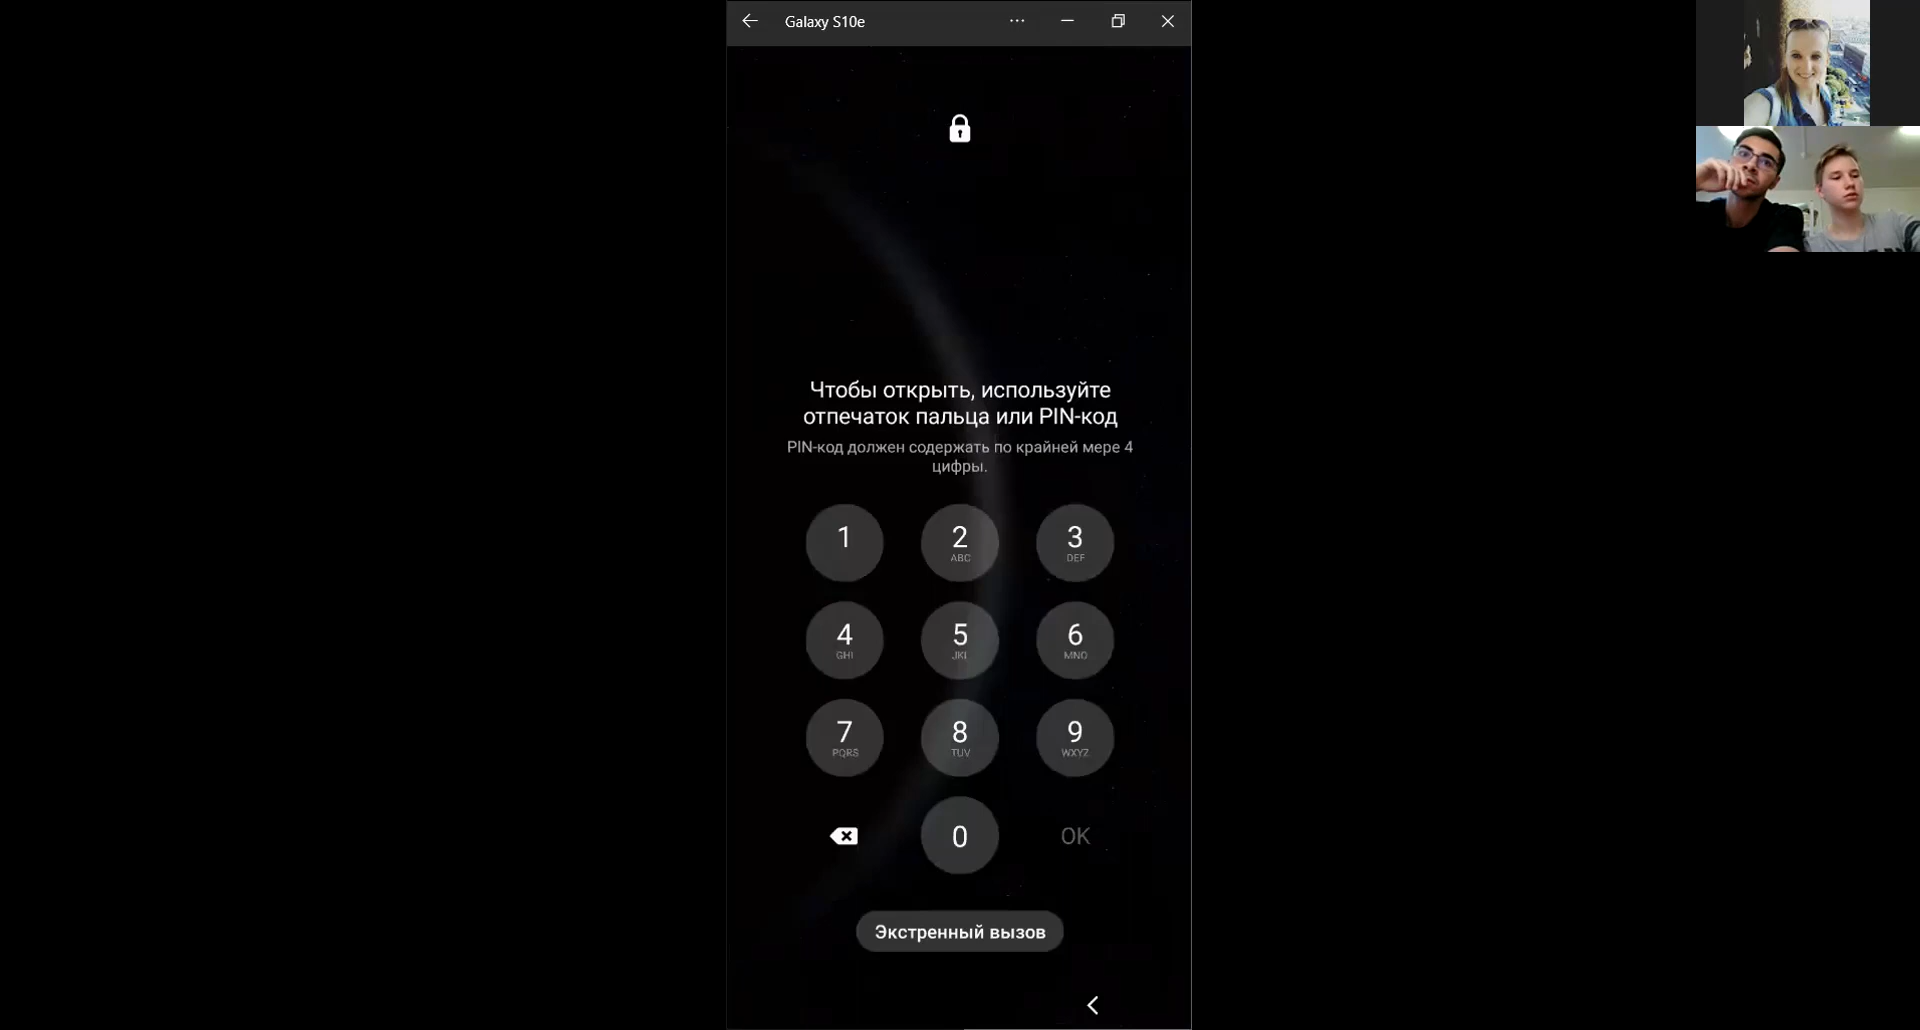 Galaxy S10e
Чтобы открыть, используйте
отпечаток пальца или PIN-код
PIN-код должен содержать по крайней мере 4
цифры.
1
2
3
ABC
DEF
4
5
6
GHI
JKL
MNO
7
8
9
PQRS
TUV
WXYZ
0
OK
Экстренный вызов